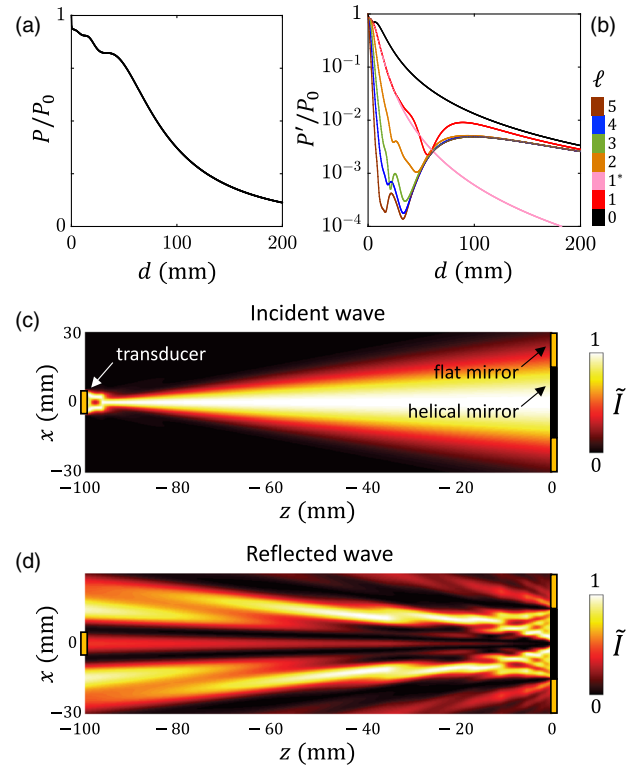 (a)
1
P/P₀
0
0
100
200
d (mm)
(b)
1
10⁻¹
10⁻²
10⁻³
10⁻⁴
P′/P₀
0
100
200
d (mm)
ℓ
5
4
3
2
1*
1
0
(c)
Incident wave
30
0
−30
x (mm)
transducer
flat mirror
helical mirror
−100
−80
−60
−40
−20
0
z (mm)
1
0
Ĩ
(d)
Reflected wave
30
0
−30
x (mm)
−100
−80
−60
−40
−20
0
z (mm)
1
0
Ĩ